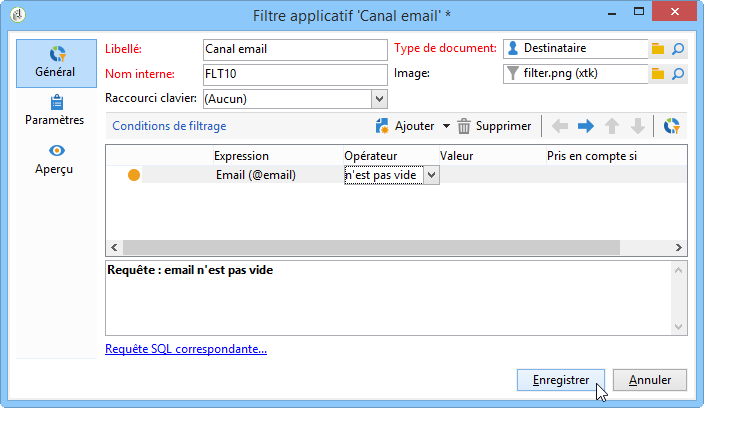 Filtre applicatif 'Canal email' *
Général
Paramètres
Aperçu
Libellé: Canal email Type de document: Destinataire
Nom interne: FLT10 Image: filter.png (xtk)
Raccourci clavier: (Aucun)
Conditions de filtrage Ajouter Supprimer
Expression Opérateur Valeur Pris en compte si
Email (@email) n'est pas vide
Requête : email n'est pas vide
Requête SQL correspondante...
Enregistrer Annuler